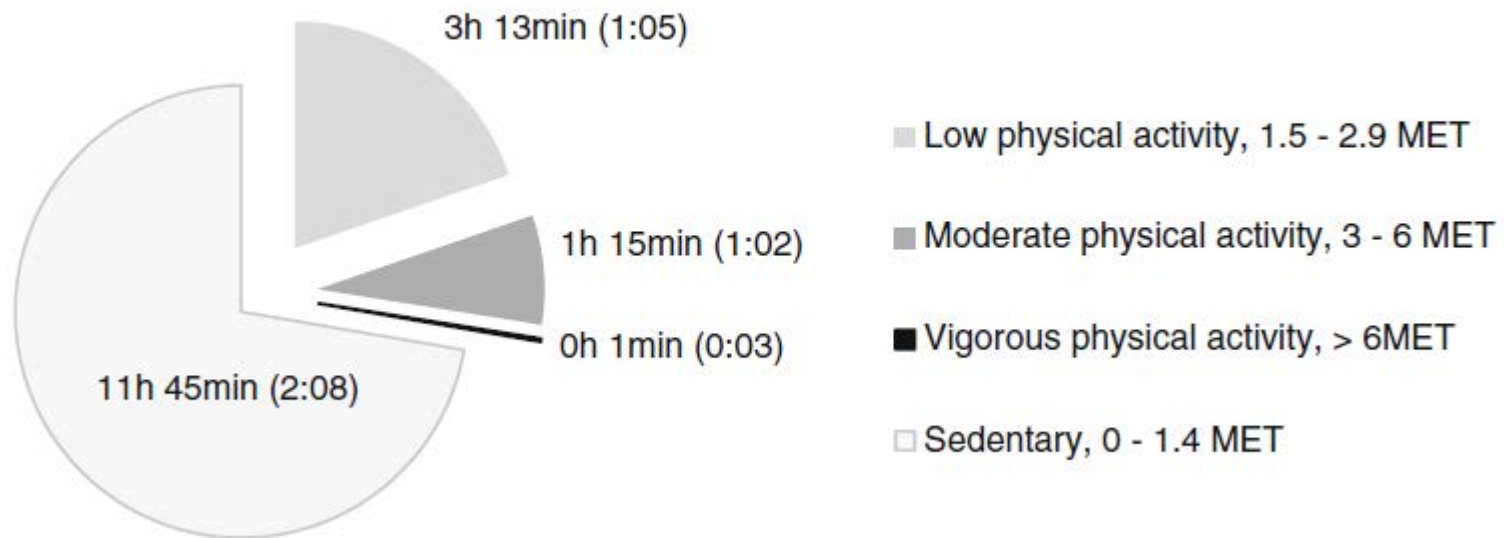 3h 13min (1:05)
1h 15min (1:02)
0h 1min (0:03)
11h 45min (2:08)
Low physical activity, 1.5 - 2.9 MET
Moderate physical activity, 3 - 6 MET
Vigorous physical activity, > 6MET
Sedentary, 0 - 1.4 MET